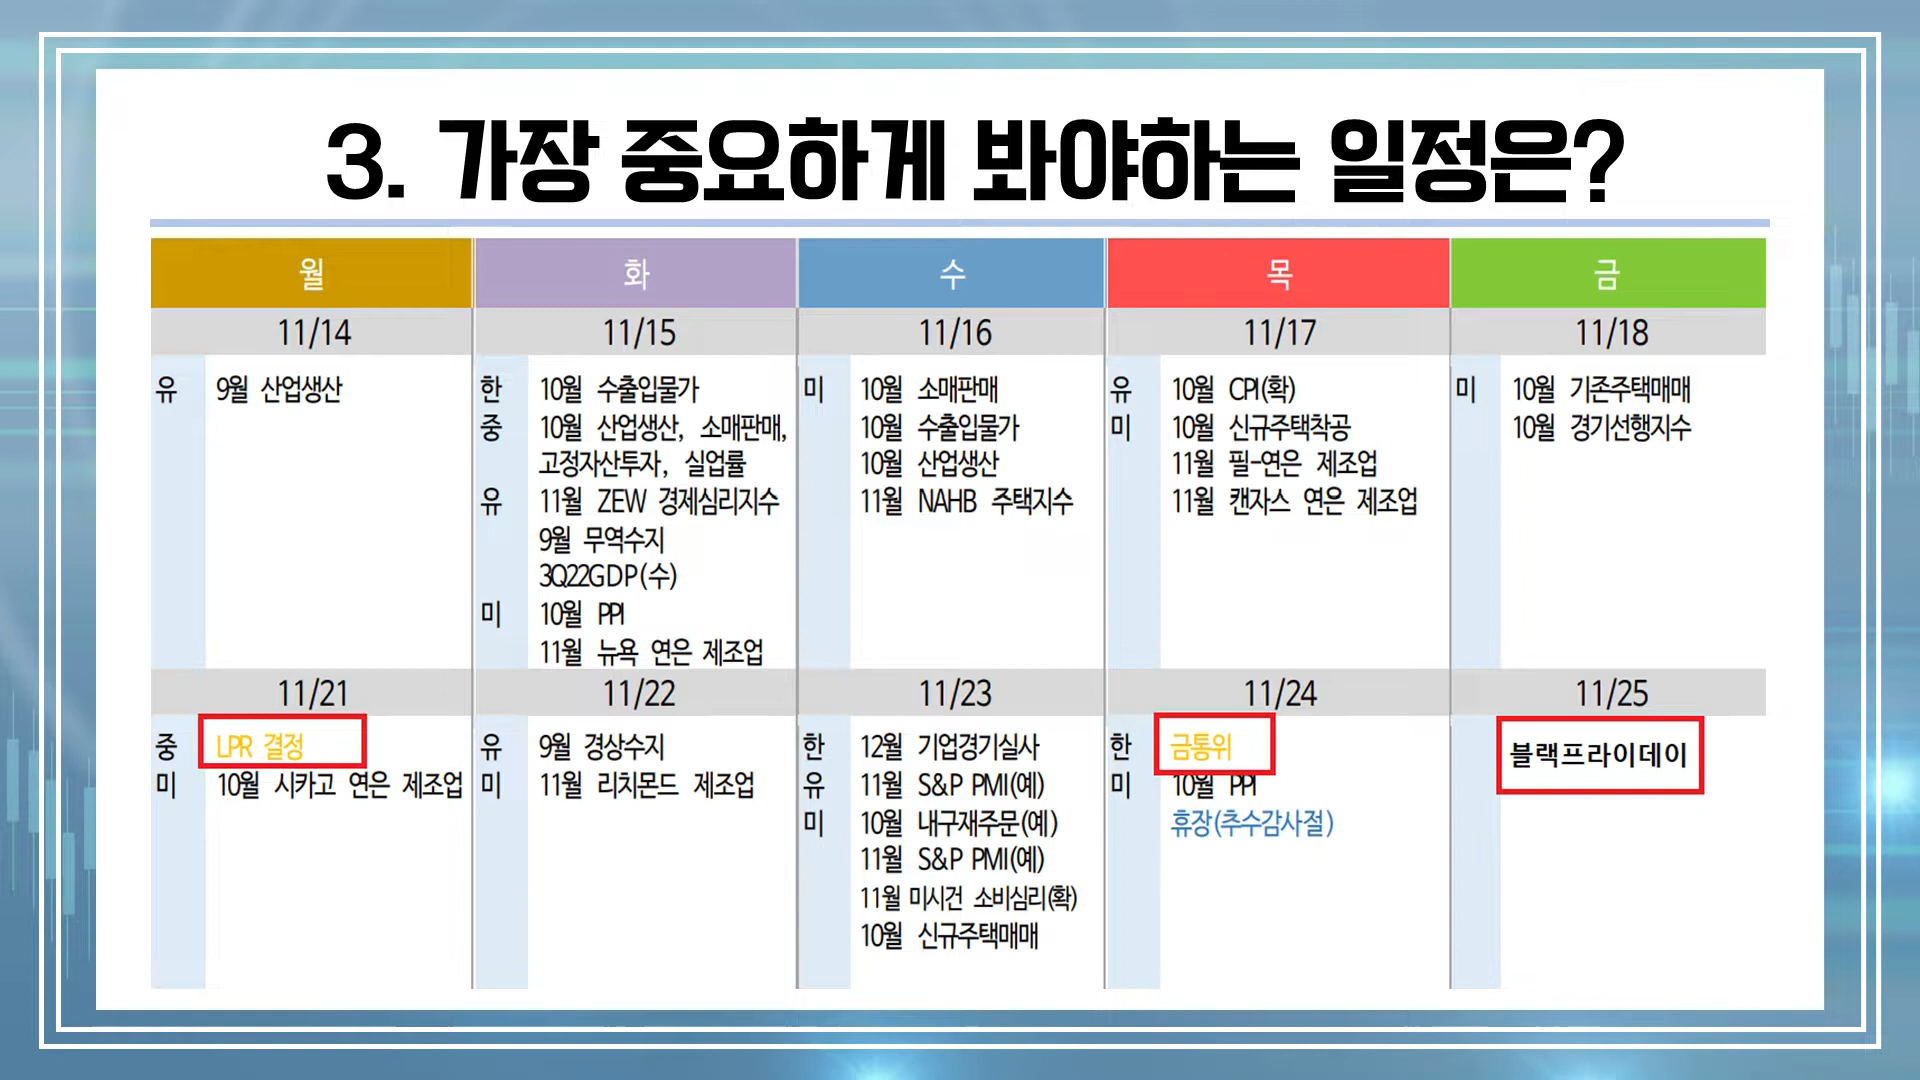 3. 가장 중요하게 봐야하는 일정은?
월 화 수 목 금
11/14 11/15 11/16 11/17 11/18
유 9월 산업생산
한 10월 수출입물가
중 10월 산업생산, 소매판매,
고정자산투자, 실업률
유 11월 ZEW 경제심리지수
9월 무역수지
3Q22GDP(수)
미 10월 PPI
11월 뉴욕 연은 제조업
미 10월 소매판매
10월 수출입물가
10월 산업생산
11월 NAHB 주택지수
유 10월 CPI(확)
미 10월 신규주택착공
11월 필-연은 제조업
11월 캔자스 연은 제조업
미 10월 기존주택매매
10월 경기선행지수
11/21 11/22 11/23 11/24 11/25
중 LPR 결정
미 10월 시카고 연은 제조업
유 9월 경상수지
미 11월 리치몬드 제조업
한 12월 기업경기실사
유 11월 S&P PMI(예)
미 10월 내구재주문(예)
11월 S&P PMI(예)
11월 미시건 소비심리(확)
10월 신규주택매매
한 금통위
미 10월 PPI
휴장(추수감사절)
블랙프라이데이